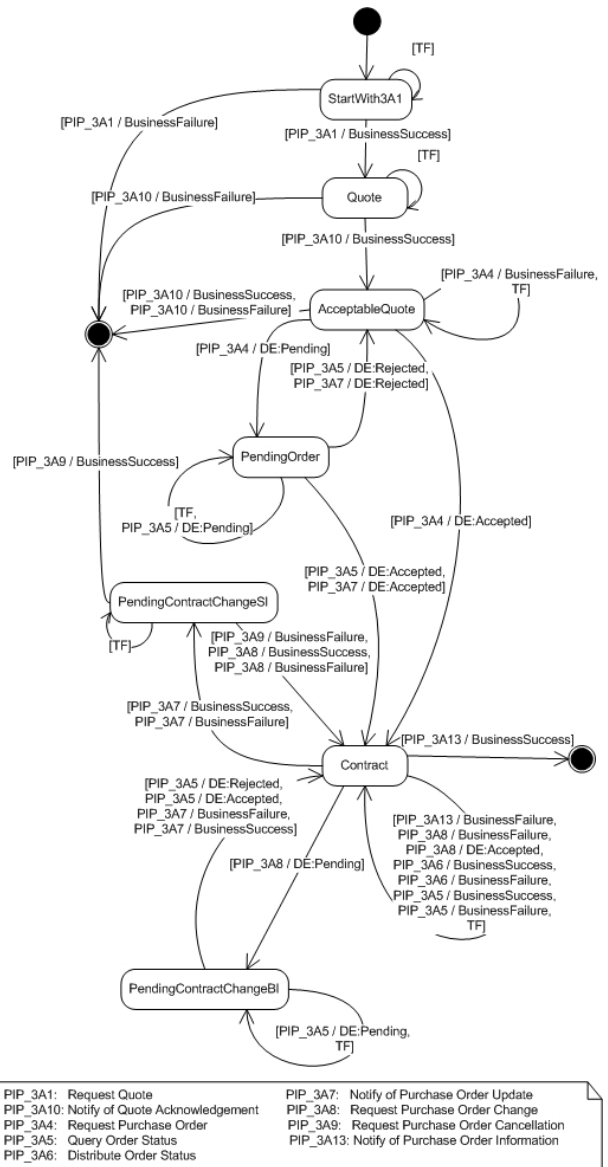 [TF]
StartWith3A1
[PIP_3A1 / BusinessFailure]
[PIP_3A1 / BusinessSuccess]
[TF]
[PIP_3A10 / BusinessFailure]
Quote
[PIP_3A10 / BusinessSuccess]
[PIP_3A4 / BusinessFailure,
TF]
[PIP_3A10 / BusinessSuccess,
PIP_3A10 / BusinessFailure]
AcceptableQuote
[PIP_3A4 / DE:Pending]
[PIP_3A5 / DE:Rejected,
PIP_3A7 / DE:Rejected]
PendingOrder
[PIP_3A9 / BusinessSuccess]
[TF,
PIP_3A5 / DE:Pending]
[PIP_3A4 / DE:Accepted]
[PIP_3A5 / DE:Accepted,
PIP_3A7 / DE:Accepted]
PendingContractChangeSI
[TF]
[PIP_3A9 / BusinessFailure,
PIP_3A8 / BusinessSuccess,
PIP_3A8 / BusinessFailure]
[PIP_3A7 / BusinessSuccess,
PIP_3A7 / BusinessFailure]
[PIP_3A13 / BusinessSuccess]
Contract
[PIP_3A5 / DE:Rejected,
PIP_3A5 / DE:Accepted,
PIP_3A7 / BusinessFailure,
PIP_3A7 / BusinessSuccess]
[PIP_3A13 / BusinessFailure,
PIP_3A8 / BusinessFailure,
PIP_3A8 / DE:Accepted,
PIP_3A6 / BusinessSuccess,
PIP_3A6 / BusinessFailure,
PIP_3A5 / BusinessSuccess,
PIP_3A5 / BusinessFailure,
TF]
[PIP_3A8 / DE:Pending]
PendingContractChangeBI
[PIP_3A5 / DE:Pending,
TF]
PIP_3A1: Request Quote
PIP_3A10: Notify of Quote Acknowledgement
PIP_3A4: Request Purchase Order
PIP_3A5: Query Order Status
PIP_3A6: Distribute Order Status
PIP_3A7: Notify of Purchase Order Update
PIP_3A8: Request Purchase Order Change
PIP_3A9: Request Purchase Order Cancellation
PIP_3A13: Notify of Purchase Order Information